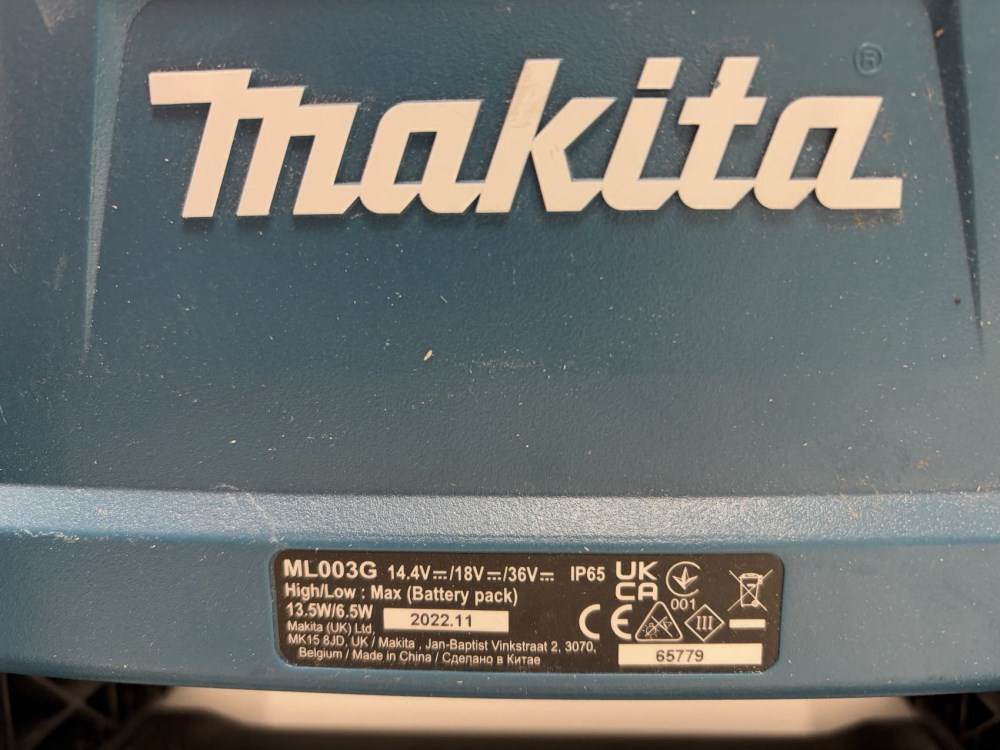 makita ®
ML003G 14.4V⎓/18V⎓/36V⎓ IP65
High/Low : Max (Battery pack)
13.5W/6.5W 2022.11
Makita (UK) Ltd,
MK15 8JD, UK / Makita , Jan-Baptist Vinkstraat 2, 3070,
Belgium / Made in China / Сделано в Китае
UK
CA
001
CE
III
65779